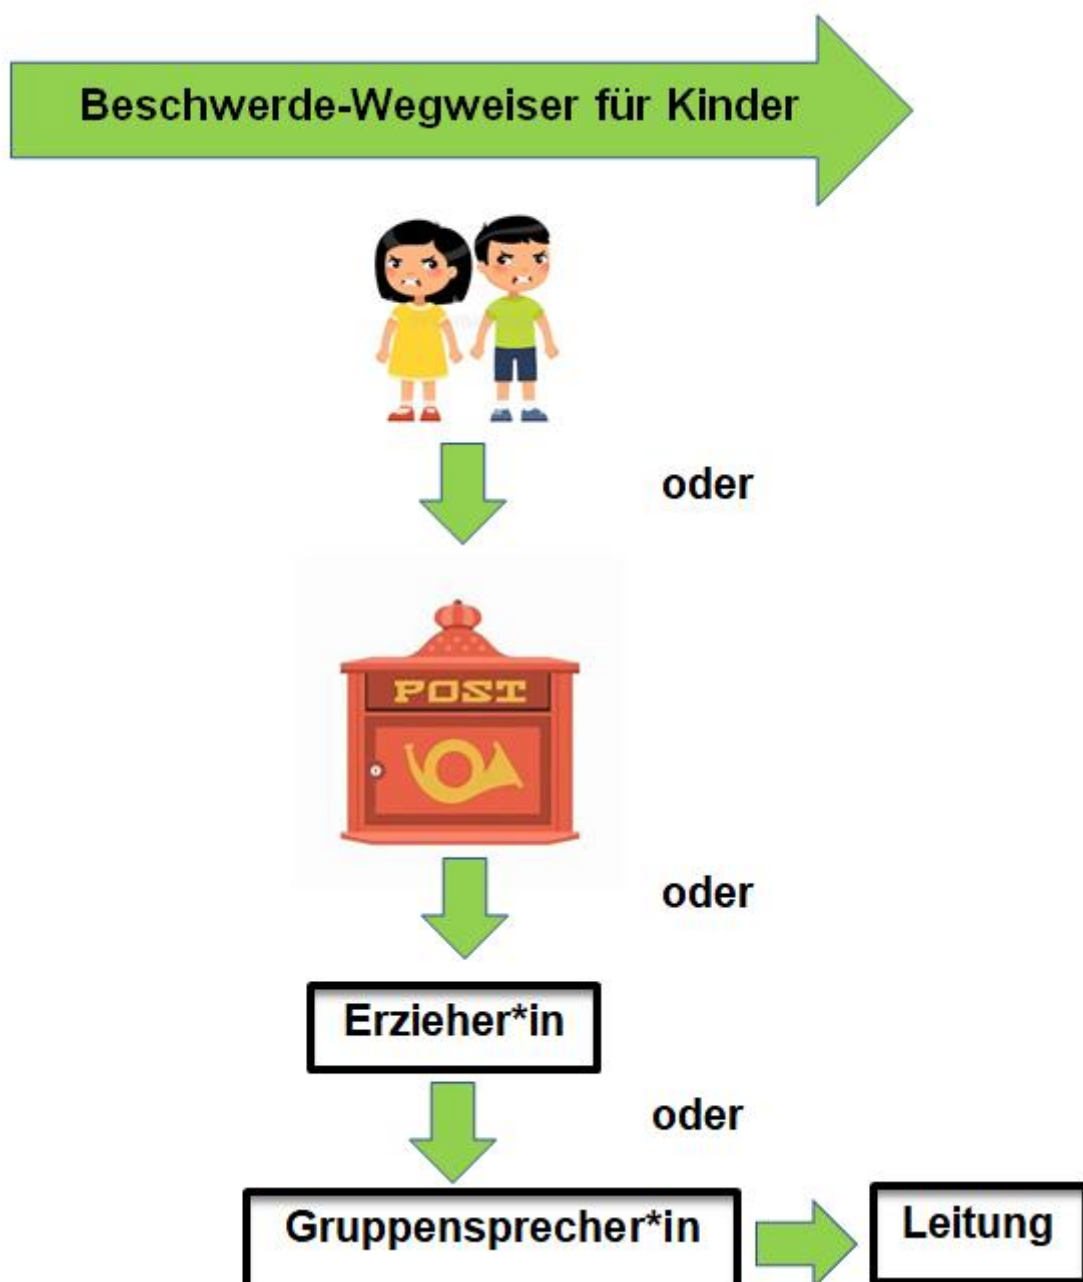 Beschwerde-Wegweiser für Kinder
oder
POST
oder
Erzieher*in
oder
Gruppensprecher*in
Leitung